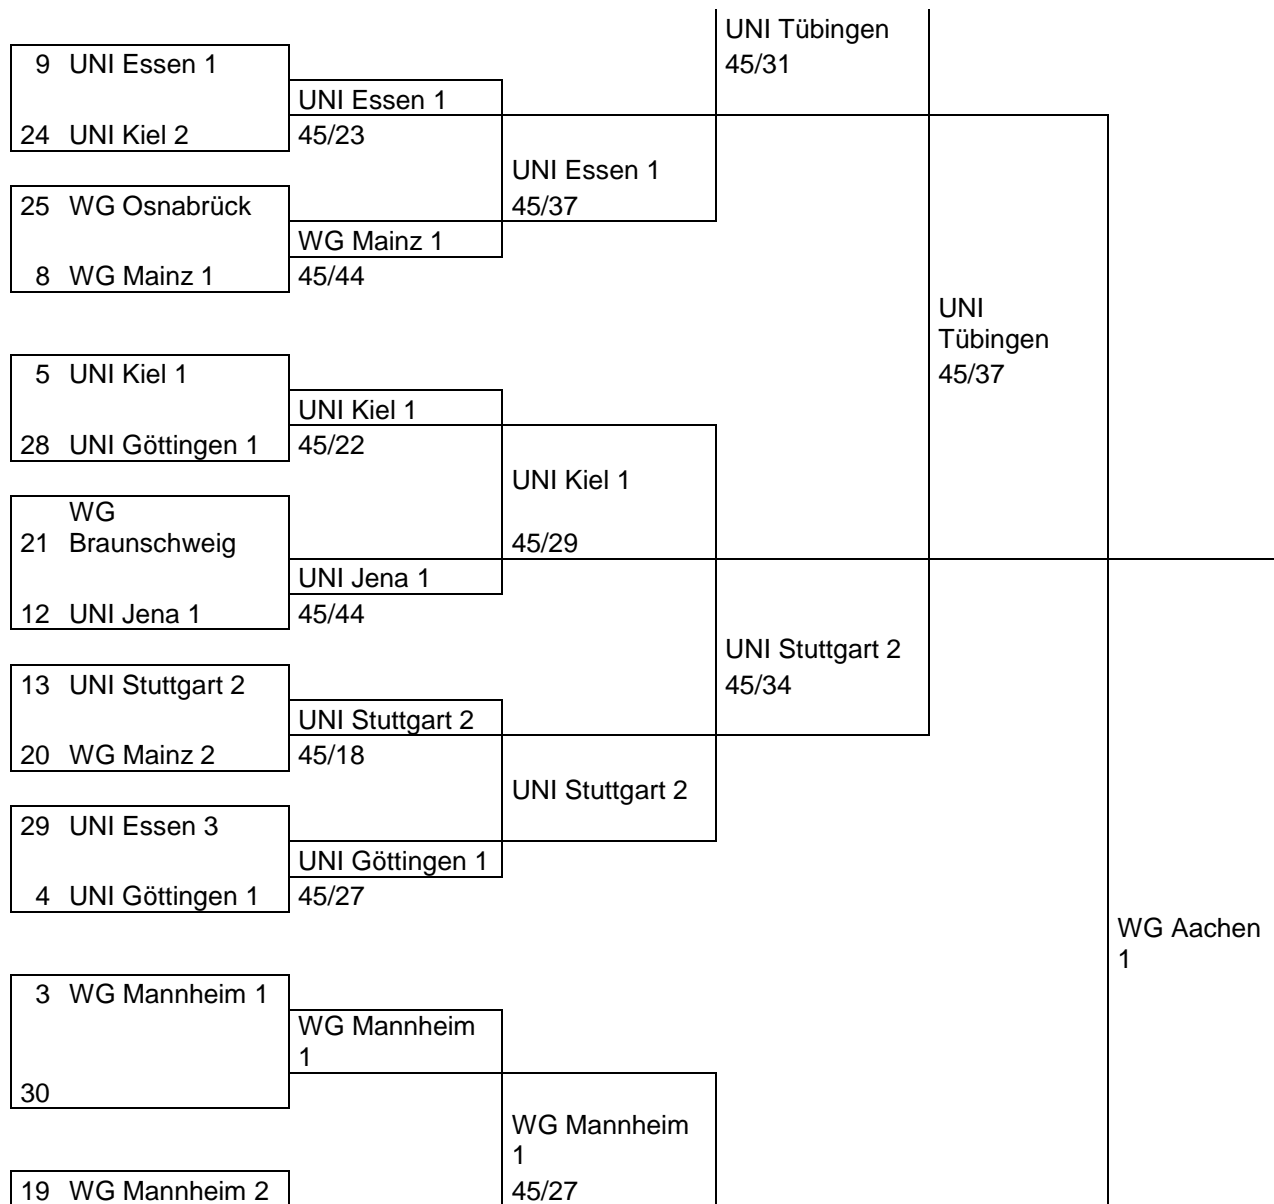 UNI Tübingen
9 UNI Essen 1
45/31
UNI Essen 1
24 UNI Kiel 2
45/23
UNI Essen 1
25 WG Osnabrück
45/37
WG Mainz 1
8 WG Mainz 1
45/44
UNI
Tübingen
5 UNI Kiel 1
45/37
UNI Kiel 1
28 UNI Göttingen 1
45/22
UNI Kiel 1
WG
21 Braunschweig
45/29
UNI Jena 1
12 UNI Jena 1
45/44
UNI Stuttgart 2
13 UNI Stuttgart 2
45/34
UNI Stuttgart 2
20 WG Mainz 2
45/18
UNI Stuttgart 2
29 UNI Essen 3
UNI Göttingen 1
4 UNI Göttingen 1
45/27
WG Aachen
1
3 WG Mannheim 1
WG Mannheim
1
30
WG Mannheim
1
19 WG Mannheim 2
45/27